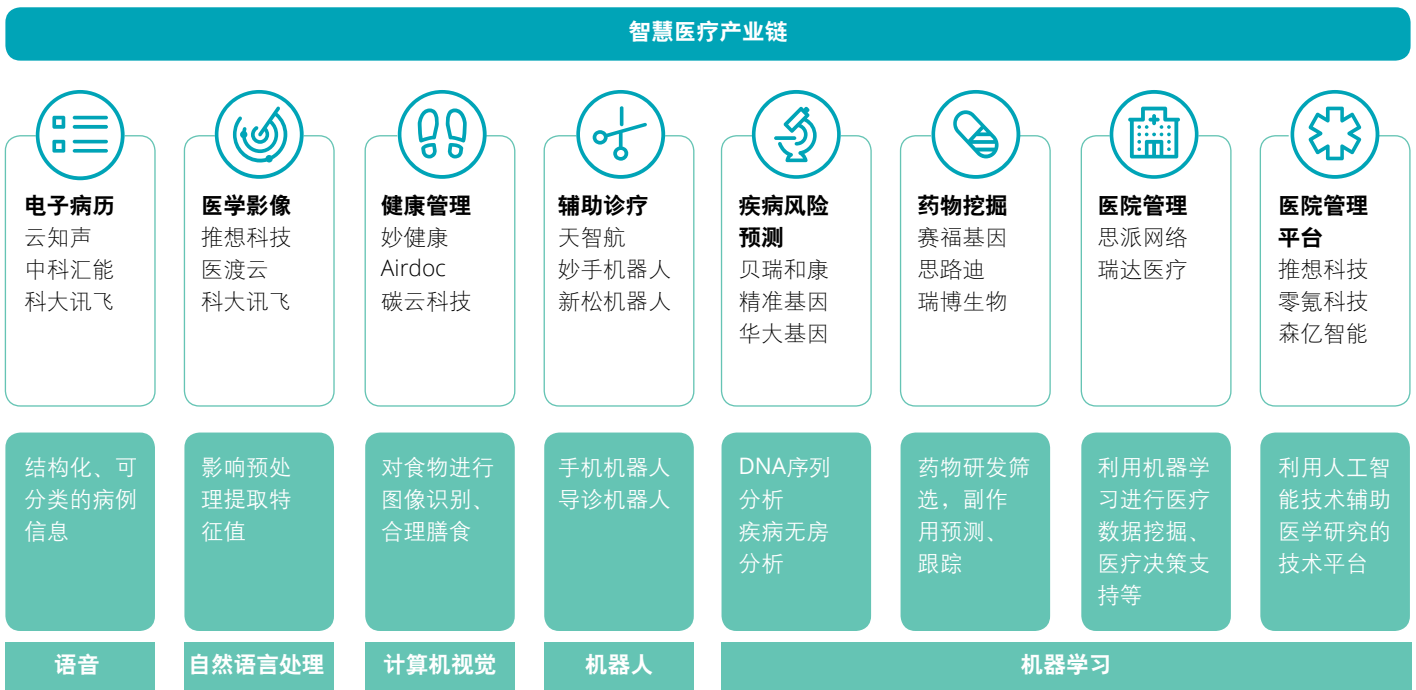 智慧医疗产业链
电子病历
云知声
中科汇能
科大讯飞
医学影像
推想科技
医渡云
科大讯飞
健康管理
妙健康
Airdoc
碳云科技
辅助诊疗
天智航
妙手机器人
新松机器人
疾病风险
预测
贝瑞和康
精准基因
华大基因
药物挖掘
赛福基因
思路迪
瑞博生物
医院管理
思派网络
瑞达医疗
医院管理
平台
推想科技
零氪科技
森亿智能
结构化、可
分类的病例
信息
影响预处
理提取特
征值
对食物进行
图像识别、
合理膳食
手机机器人
导诊机器人
DNA序列
分析
疾病无房
分析
药物研发筛
选，副作
用预测、
跟踪
利用机器学
习进行医疗
数据挖掘、
医疗决策支
持等
利用人工智
能技术辅助
医学研究的
技术平台
语音
自然语言处理
计算机视觉
机器人
机器学习